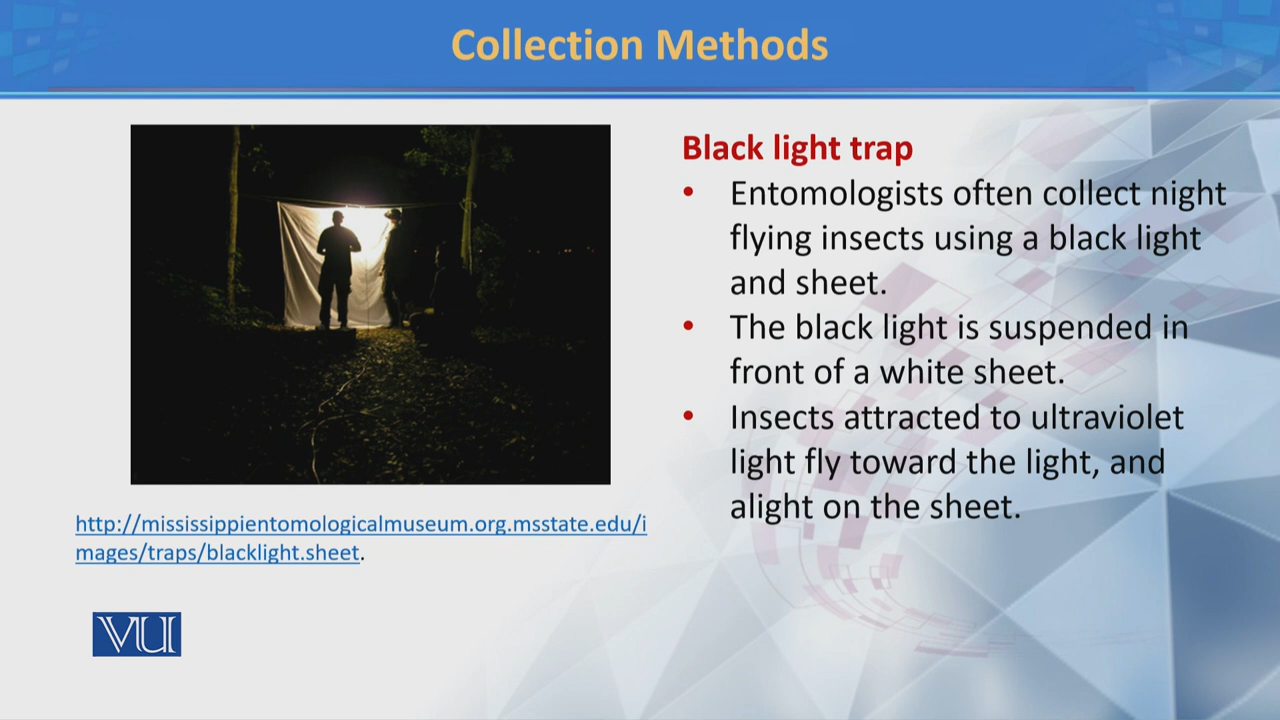 Collection Methods
Black light trap
• Entomologists often collect night
flying insects using a black light
and sheet.
• The black light is suspended in
front of a white sheet.
• Insects attracted to ultraviolet
light fly toward the light, and
alight on the sheet.
http://mississippientomologicalmuseum.org.msstate.edu/i
mages/traps/blacklight.sheet.
VU